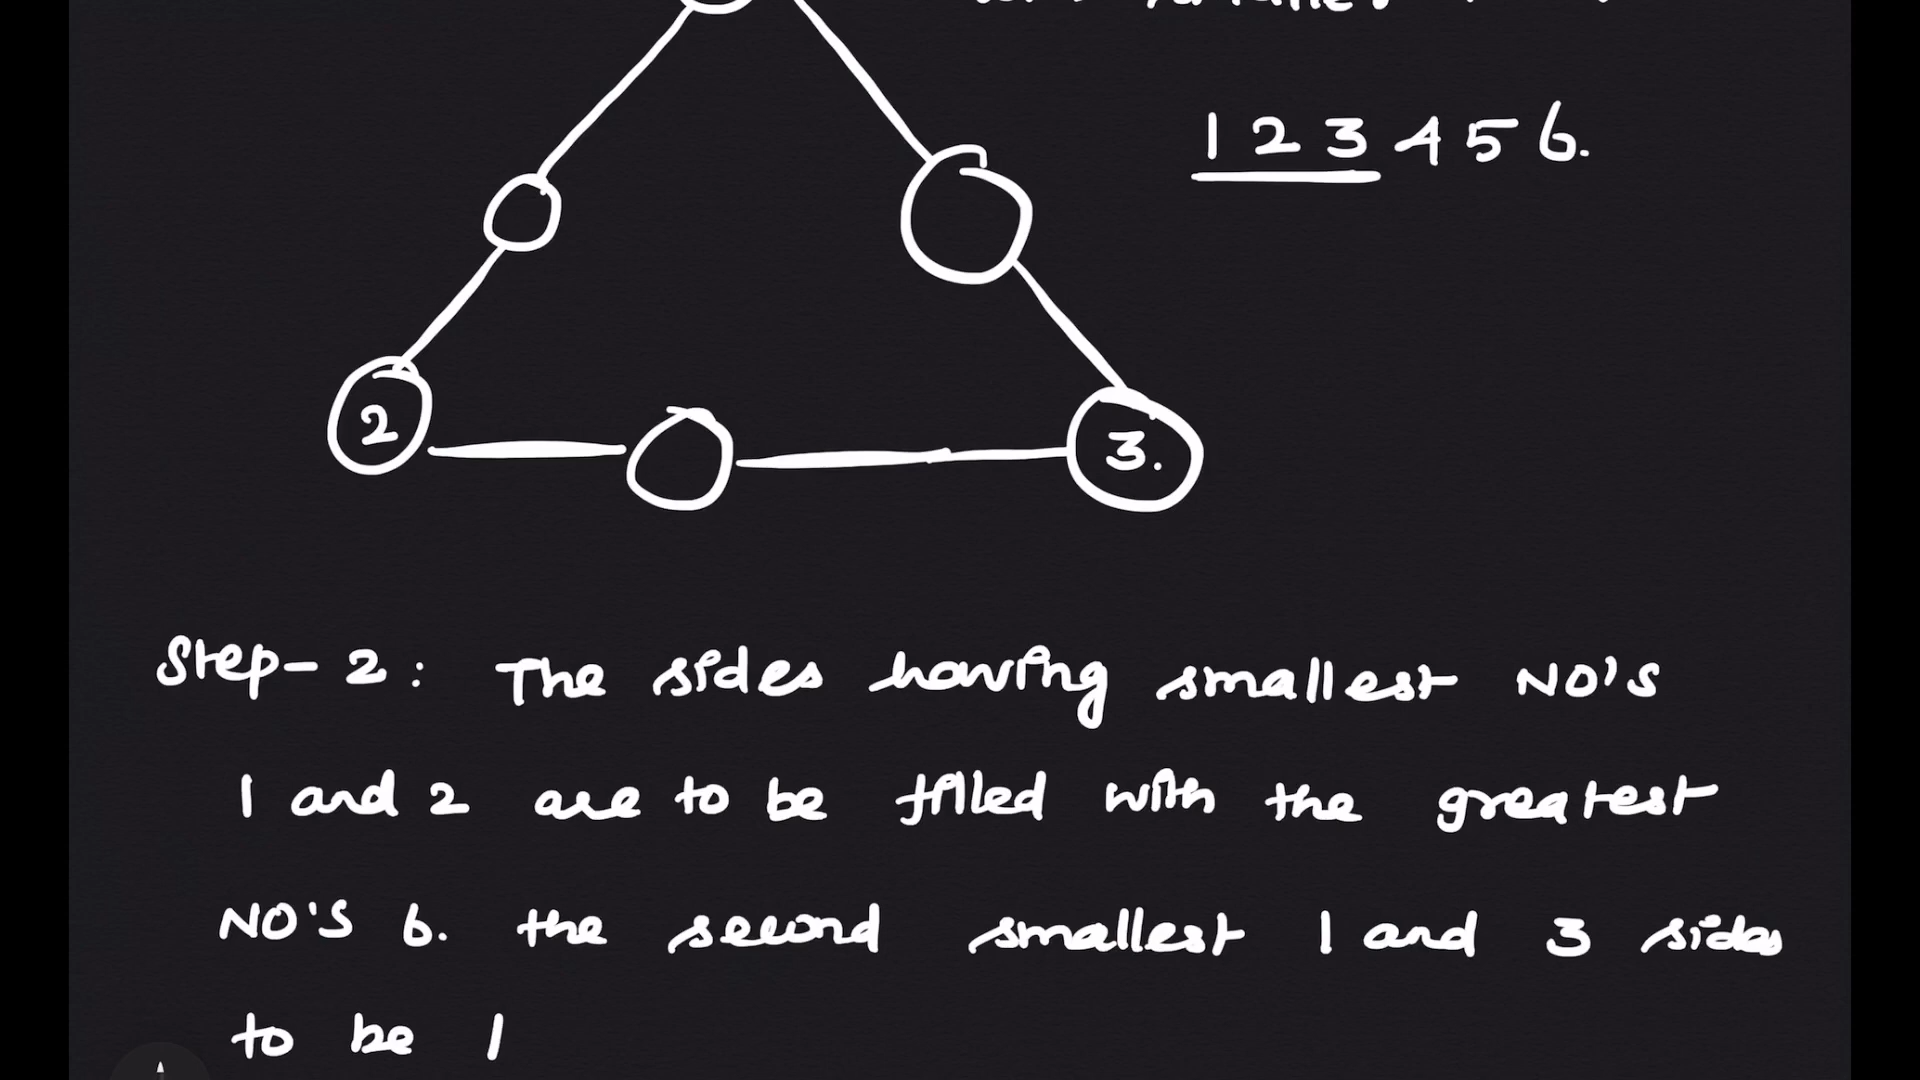 1 2 3 4 5 6.
2
3.
Step- 2: The sides having smallest NO'S
1 and 2 are to be filled with the greatest
NO'S 6. the second smallest 1 and 3 sides
to be 1